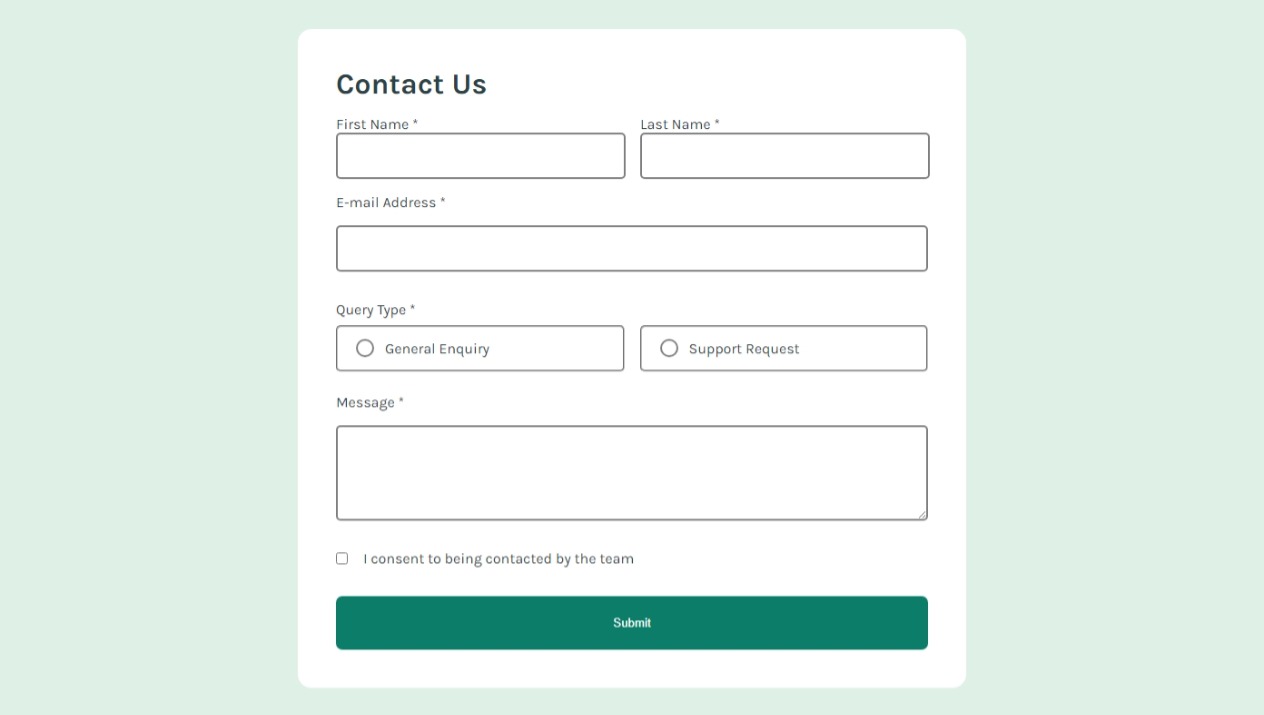 Contact Us
First Name * Last Name *
E-mail Address *
Query Type *
General Enquiry Support Request
Message *
I consent to being contacted by the team
Submit